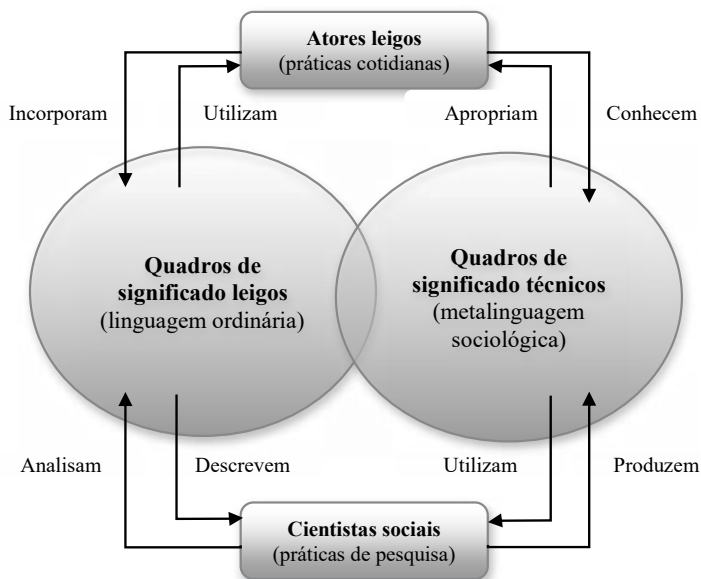 Atores leigos
(práticas cotidianas)
Incorporam
Utilizam
Apropriam
Conhecem
Quadros de
significado leigos
(linguagem ordinária)
Quadros de
significado técnicos
(metalinguagem
sociológica)
Analisam
Descrevem
Utilizam
Produzem
Cientistas sociais
(práticas de pesquisa)